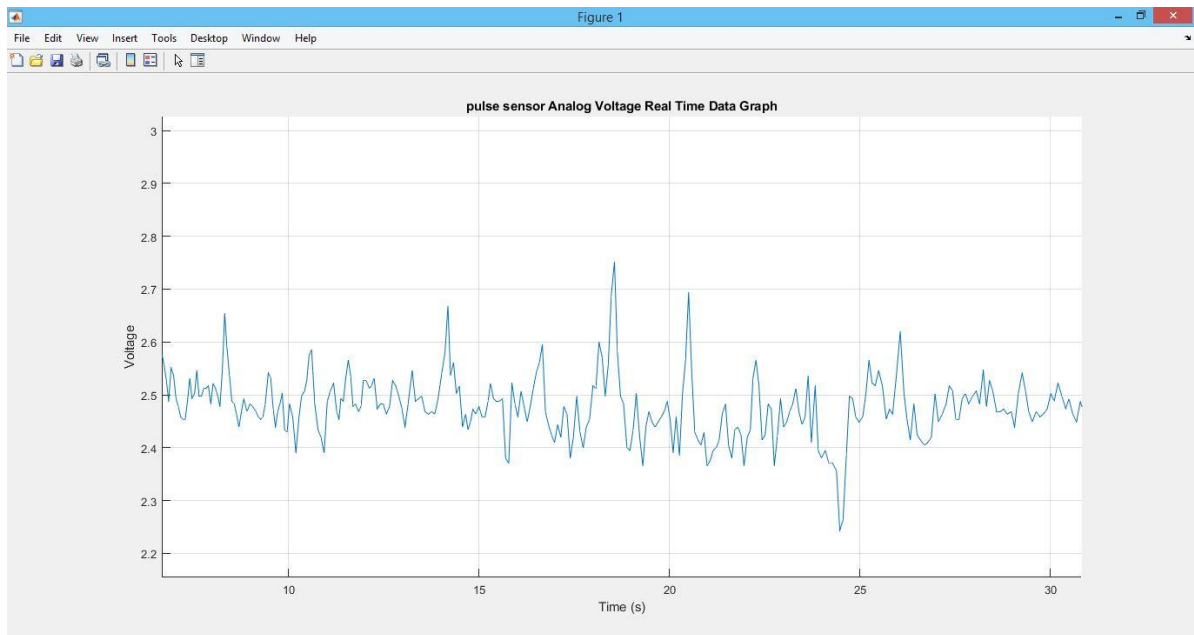 Figure 1
File Edit View Insert Tools Desktop Window Help
pulse sensor Analog Voltage Real Time Data Graph
3
2.9
2.8
2.7
2.6
2.5
2.4
2.3
2.2
Voltage
10 15 20 25 30
Time (s)